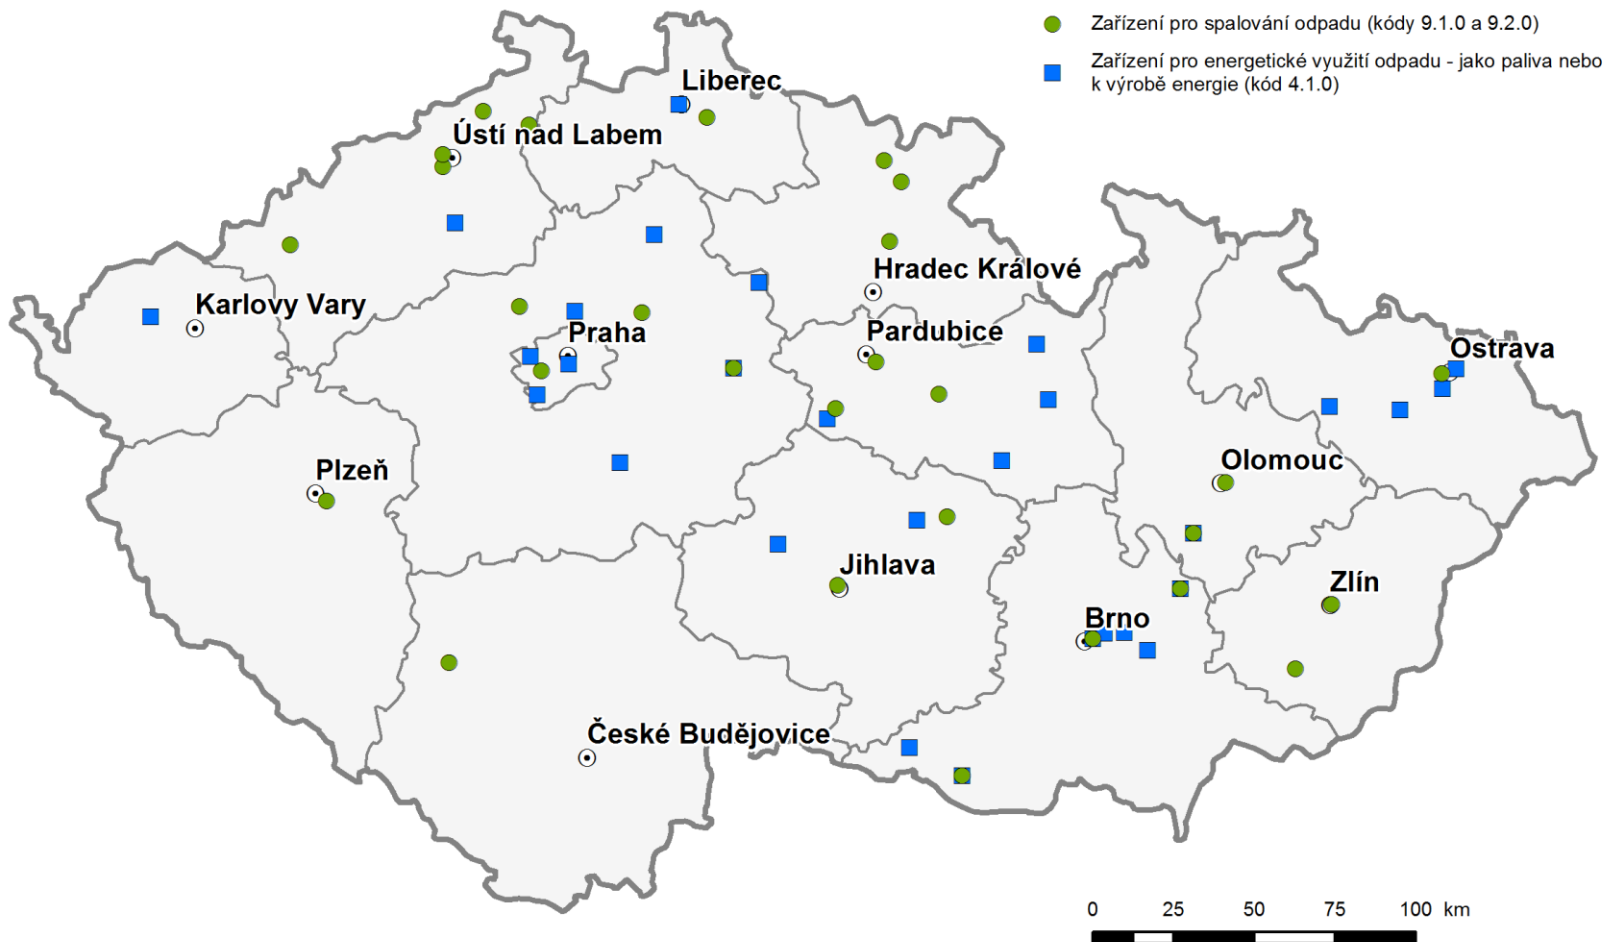 Zařízení pro spalování odpadu (kódy 9.1.0 a 9.2.0)
Zařízení pro energetické využití odpadu - jako paliva nebo
k výrobě energie (kód 4.1.0)
Liberec
Ústí nad Labem
Hradec Králové
Karlovy Vary
Praha
Pardubice
Ostrava
Plzeň
Olomouc
Jihlava
Zlín
Brno
České Budějovice
0 25 50 75 100 km